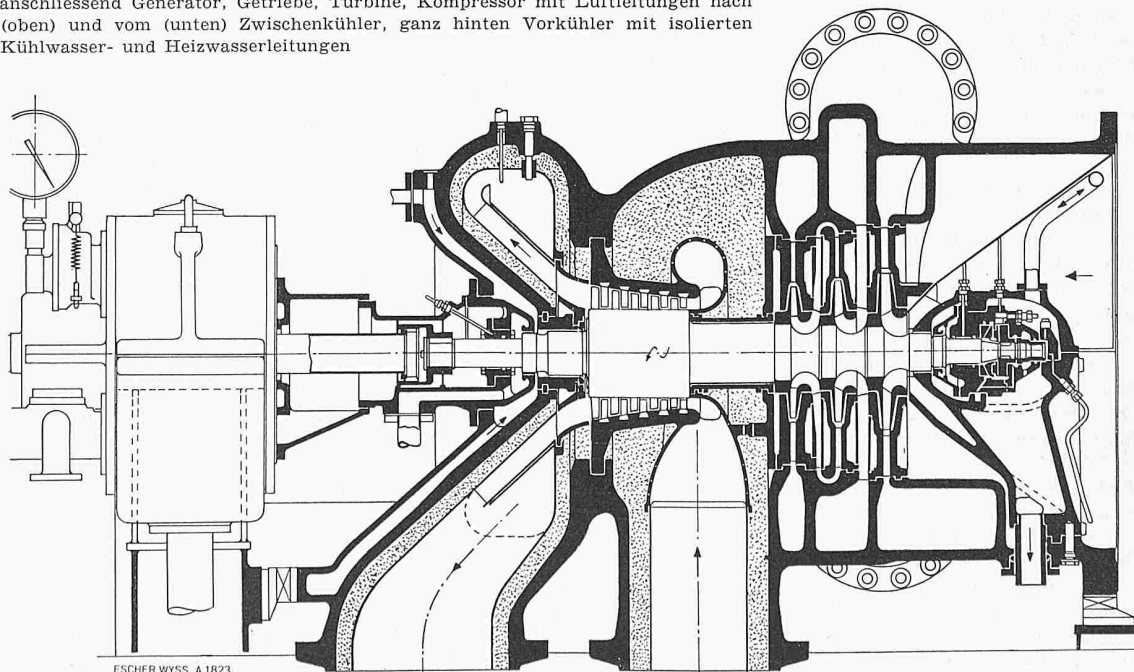 anschliessend Generator, Getriebe, Turbine, Kompressor mit Luftleitungen nach
(oben) und vom (unten) Zwischenkühler, ganz hinten Vorkühler mit isolierten
Kühlwasser- und Heizwasserleitungen
ESCHER WYSS A 1823.